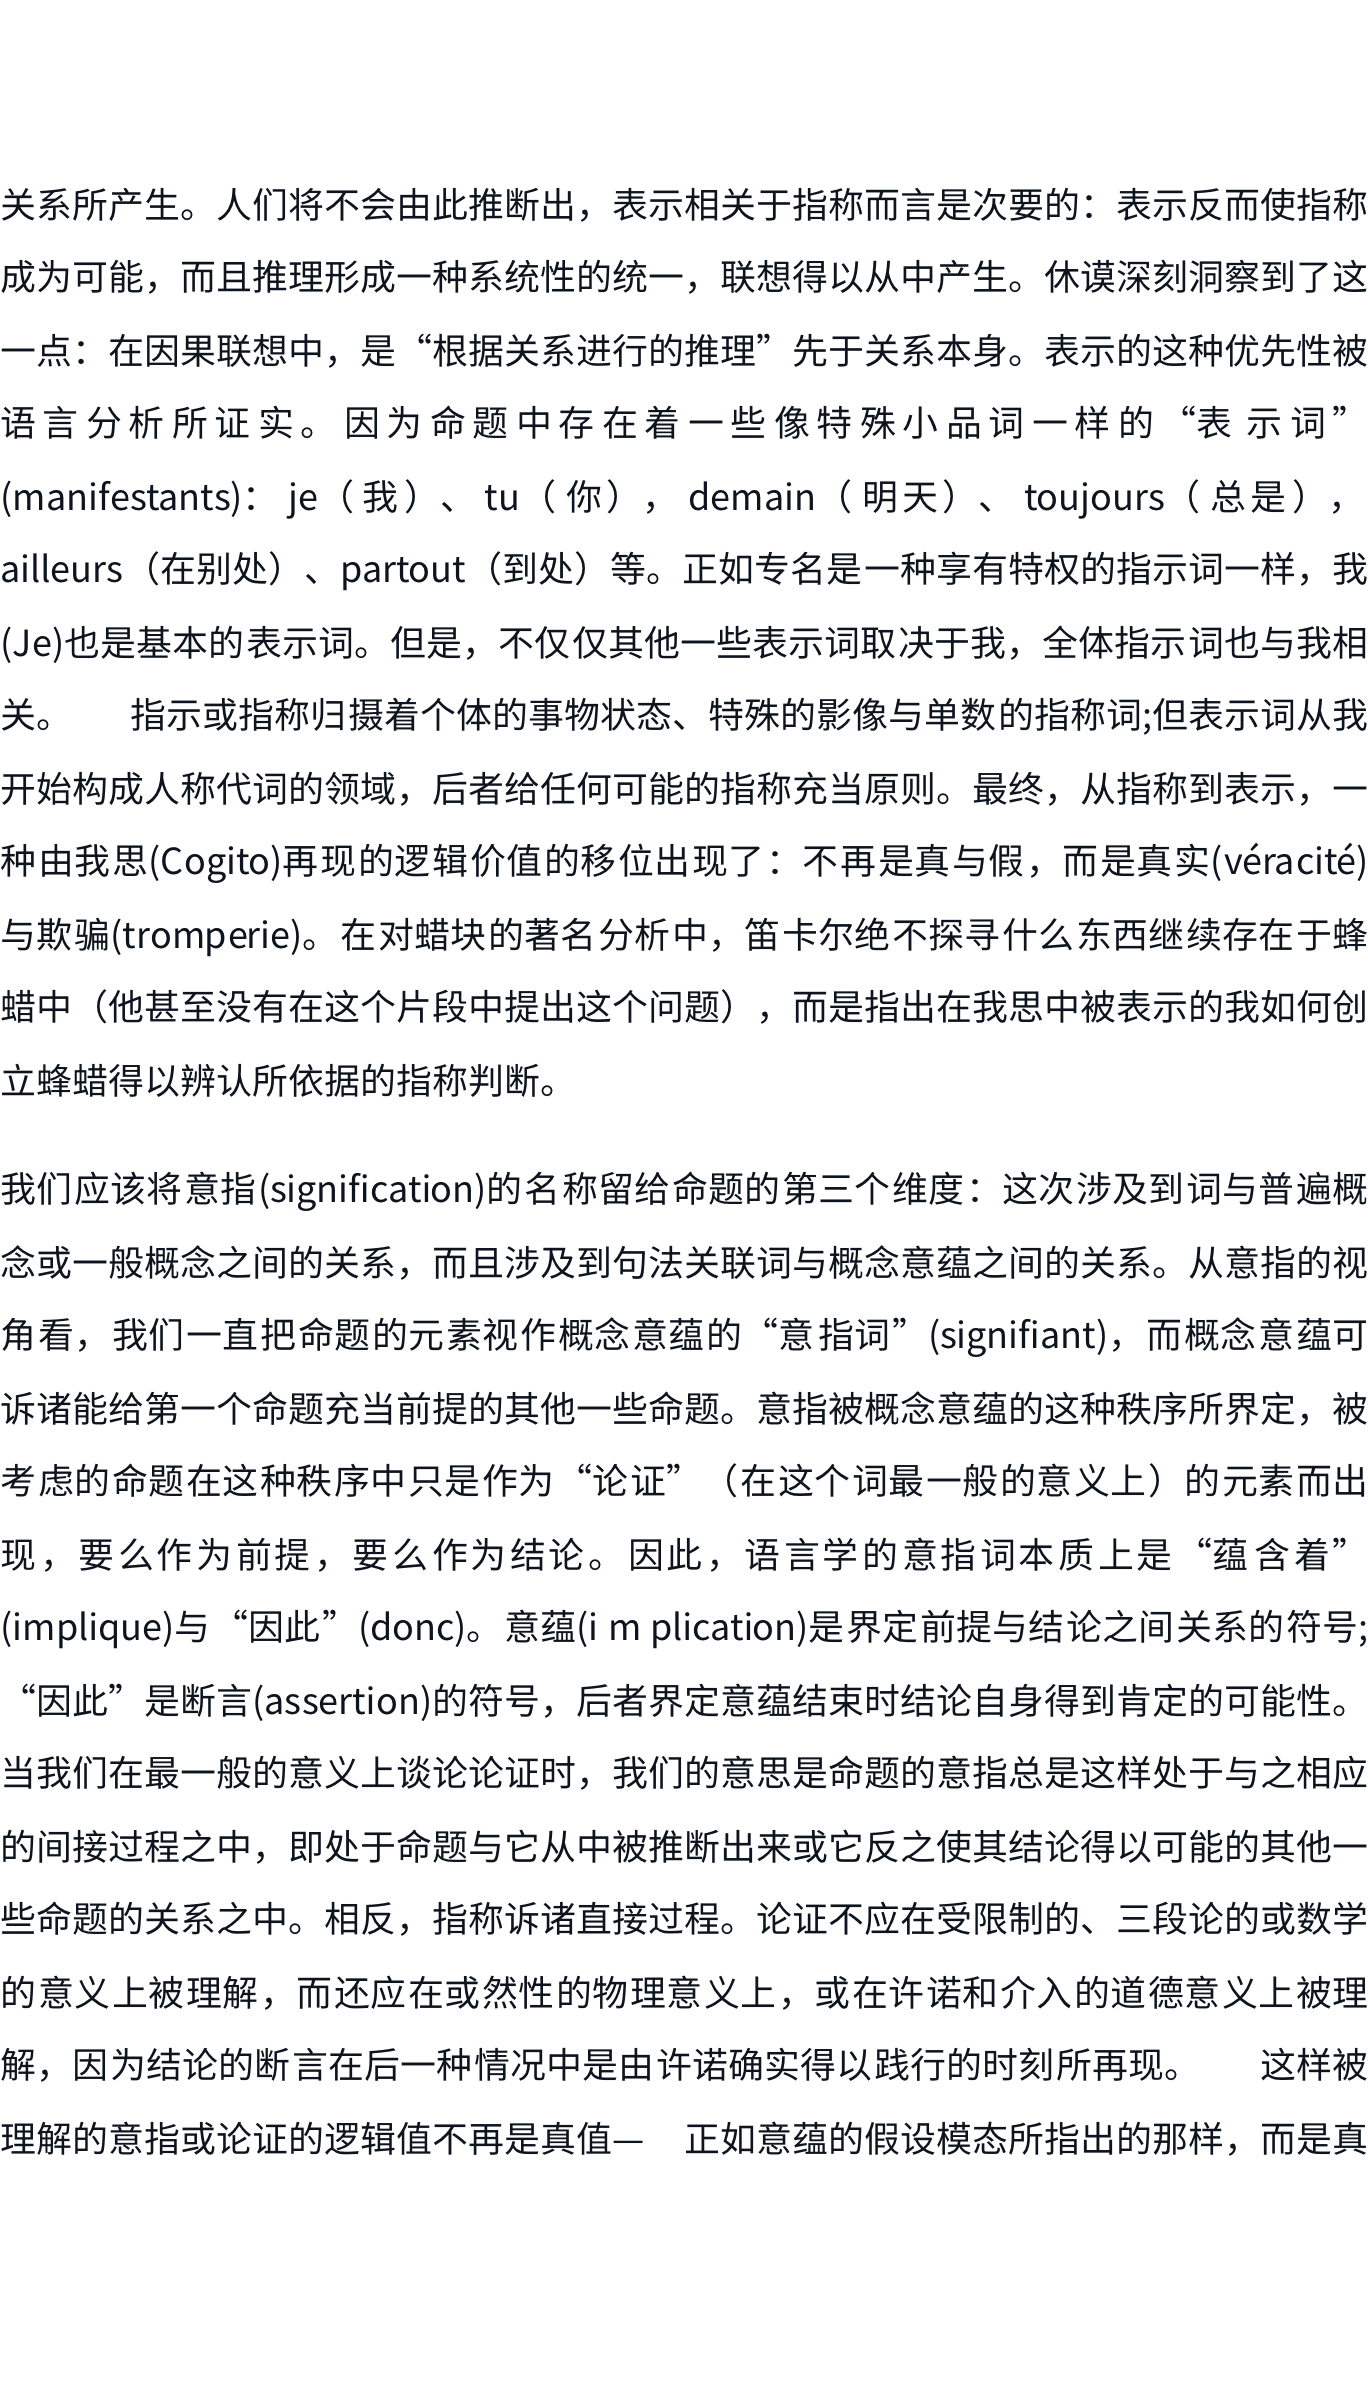 关系所产生。人们将不会由此推断出，表示相关于指称而言是次要的：表示反而使指称
成为可能，而且推理形成一种系统性的统一，联想得以从中产生。休谟深刻洞察到了这
一点：在因果联想中，是“根据关系进行的推理”先于关系本身。表示的这种优先性被
语言分析所证实。因为命题中存在着一些像特殊小品词一样的“表 示词”
(manifestants)： je（ 我 ）、 tu（ 你 ）， demain（ 明天 ）、 toujours（ 总是 ），
ailleurs（在别处）、partout（到处）等。正如专名是一种享有特权的指示词一样，我
(Je)也是基本的表示词。但是，不仅仅其他一些表示词取决于我，全体指示词也与我相
关。　　指示或指称归摄着个体的事物状态、特殊的影像与单数的指称词;但表示词从我
开始构成人称代词的领域，后者给任何可能的指称充当原则。最终，从指称到表示，一
种由我思(Cogito)再现的逻辑价值的移位出现了：不再是真与假，而是真实(véracité)
与欺骗(tromperie)。在对蜡块的著名分析中，笛卡尔绝不探寻什么东西继续存在于蜂
蜡中（他甚至没有在这个片段中提出这个问题），而是指出在我思中被表示的我如何创
立蜂蜡得以辨认所依据的指称判断。
我们应该将意指(signification)的名称留给命题的第三个维度：这次涉及到词与普遍概
念或一般概念之间的关系，而且涉及到句法关联词与概念意蕴之间的关系。从意指的视
角看，我们一直把命题的元素视作概念意蕴的“意指词”(signifiant)，而概念意蕴可
诉诸能给第一个命题充当前提的其他一些命题。意指被概念意蕴的这种秩序所界定，被
考虑的命题在这种秩序中只是作为“论证”（在这个词最一般的意义上）的元素而出
现，要么作为前提，要么作为结论。因此，语言学的意指词本质上是“蕴含着”
(implique)与“因此”(donc)。意蕴(i m plication)是界定前提与结论之间关系的符号;
“因此”是断言(assertion)的符号，后者界定意蕴结束时结论自身得到肯定的可能性。
当我们在最一般的意义上谈论论证时，我们的意思是命题的意指总是这样处于与之相应
的间接过程之中，即处于命题与它从中被推断出来或它反之使其结论得以可能的其他一
些命题的关系之中。相反，指称诉诸直接过程。论证不应在受限制的、三段论的或数学
的意义上被理解，而还应在或然性的物理意义上，或在许诺和介入的道德意义上被理
解，因为结论的断言在后一种情况中是由许诺确实得以践行的时刻所再现。　　这样被
理解的意指或论证的逻辑值不再是真值—　正如意蕴的假设模态所指出的那样，而是真